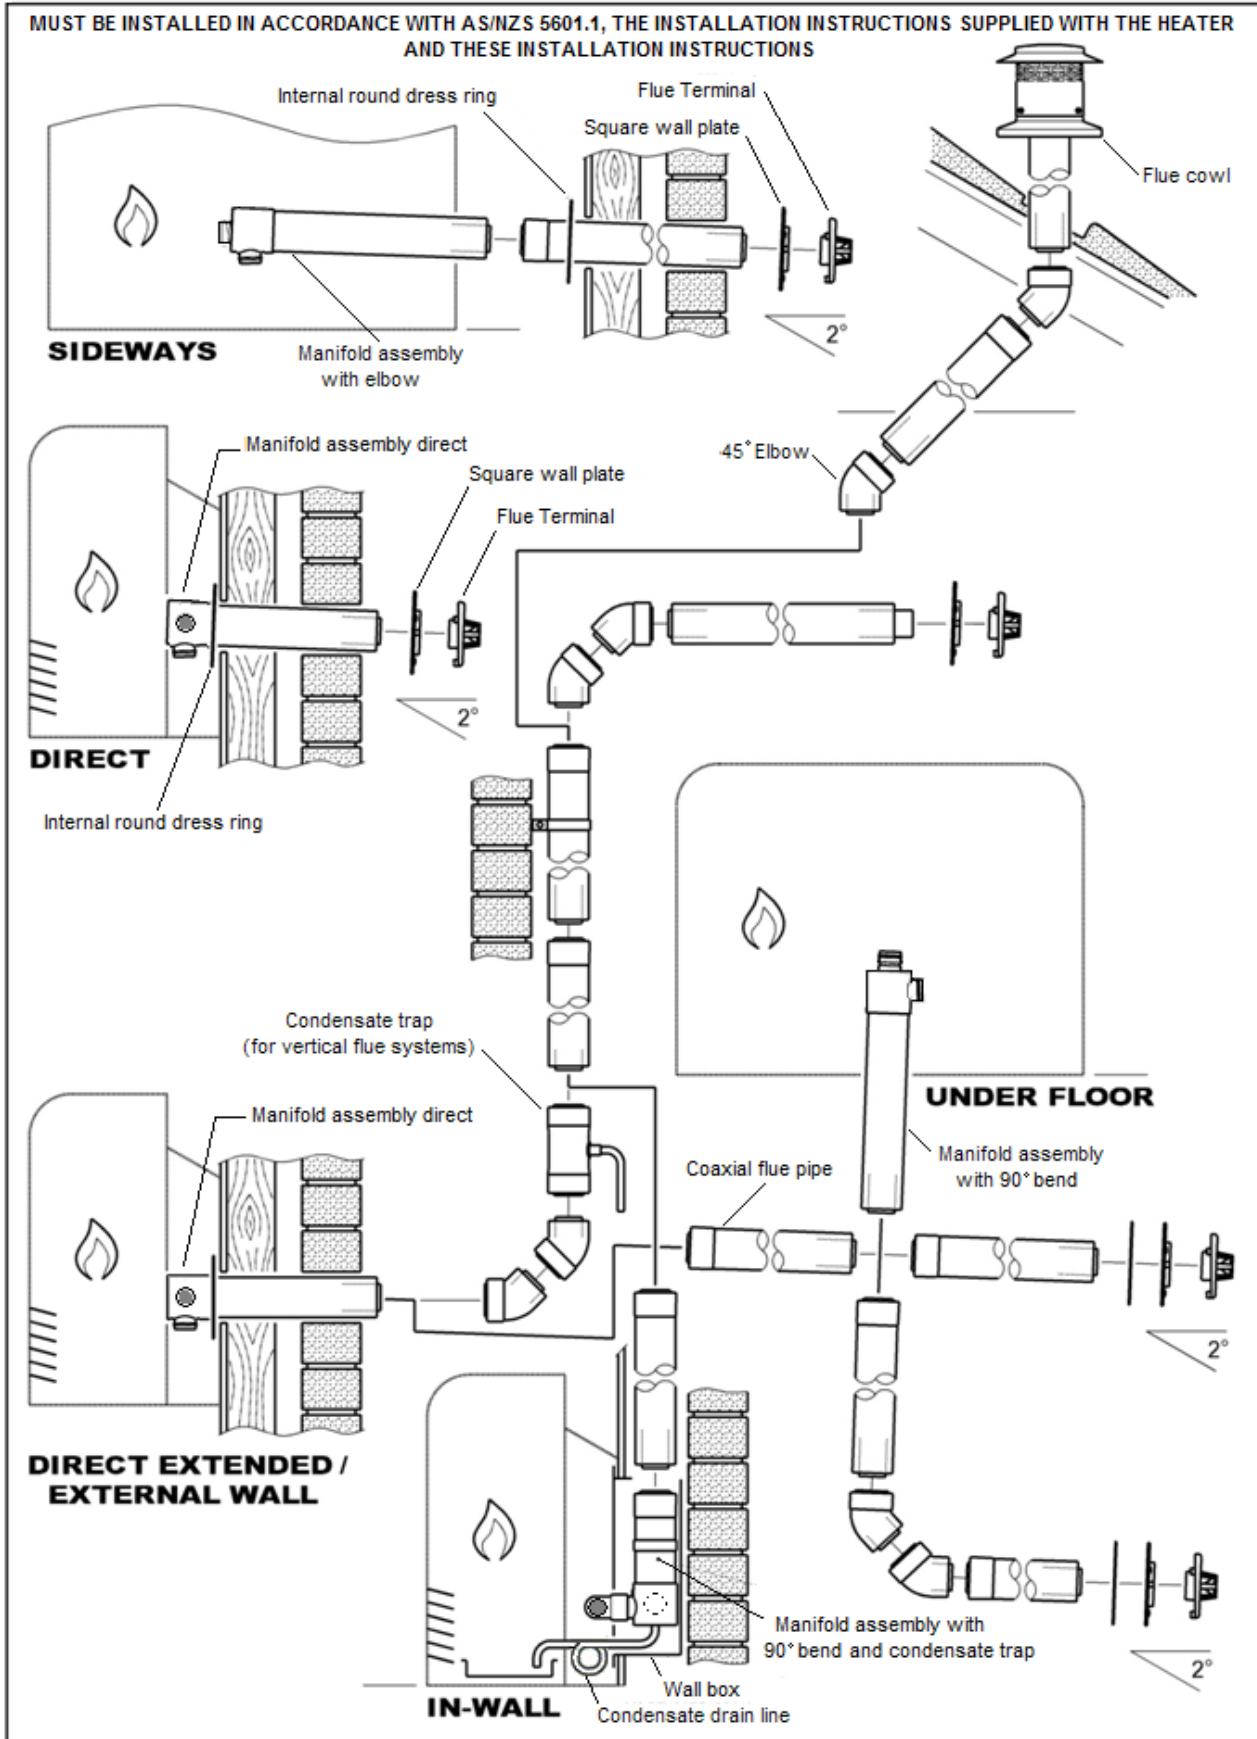 MUST BE INSTALLED IN ACCORDANCE WITH AS/NZS 5601.1, THE INSTALLATION INSTRUCTIONS SUPPLIED WITH THE HEATER
AND THESE INSTALLATION INSTRUCTIONS
Internal round dress ring
Flue Terminal
Square wall plate
Flue cowl
2°
SIDEWAYS
Manifold assembly
with elbow
Manifold assembly direct
Square wall plate
Flue Terminal
45° Elbow
2°
DIRECT
Internal round dress ring
Condensate trap
(for vertical flue systems)
UNDER FLOOR
Manifold assembly direct
Coaxial flue pipe
Manifold assembly
with 90° bend
2°
DIRECT EXTENDED /
EXTERNAL WALL
Manifold assembly with
90° bend and condensate trap
2°
Wall box
IN-WALL
Condensate drain line